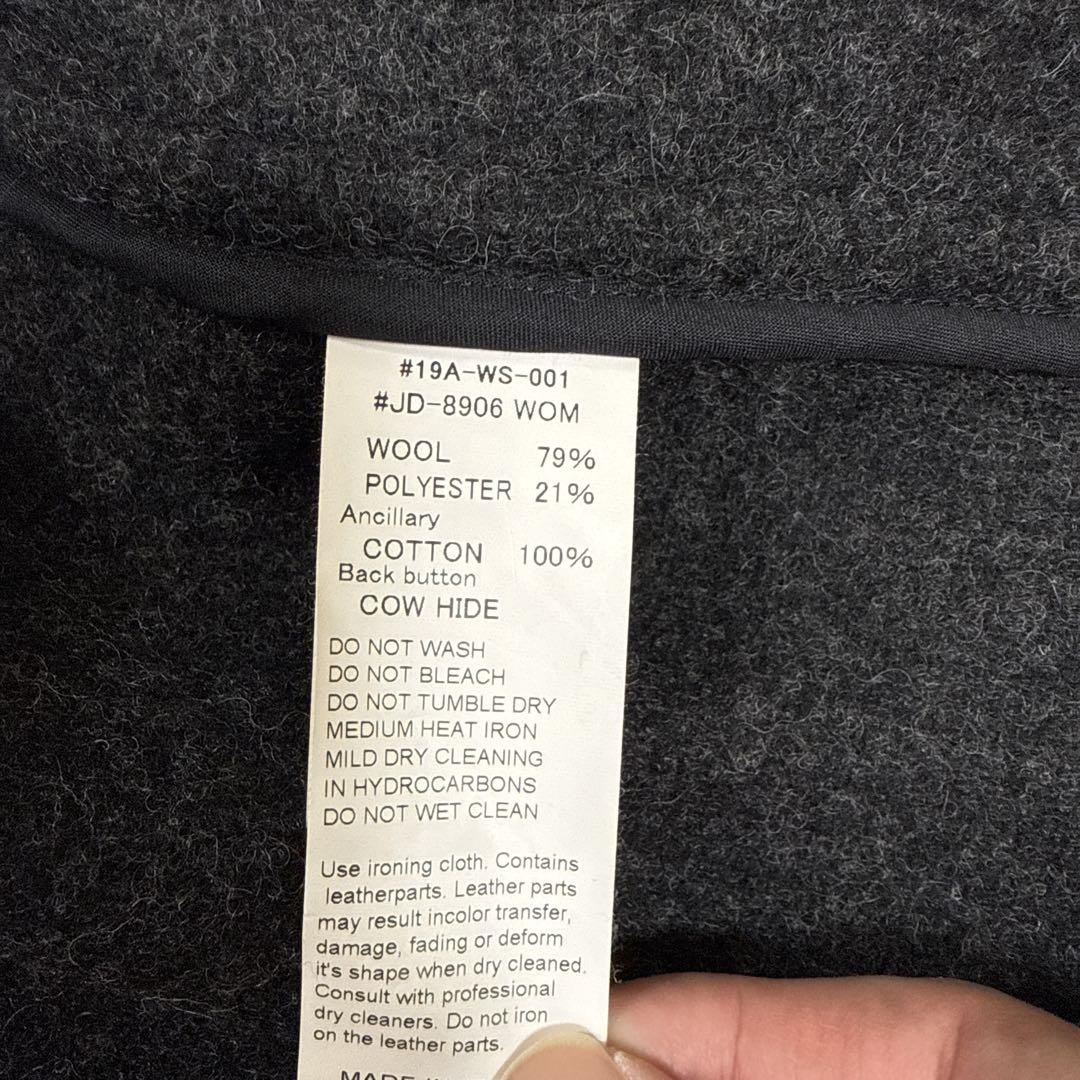 #19A-WS-001
#JD-8906 WOM
WOOL 79%
POLYESTER 21%
Ancillary
COTTON 100%
Back button
COW HIDE
DO NOT WASH
DO NOT BLEACH
DO NOT TUMBLE DRY
MEDIUM HEAT IRON
MILD DRY CLEANING
IN HYDROCARBONS
DO NOT WET CLEAN
Use ironing cloth. Contains
leatherparts. Leather parts
may result incolor transfer,
damage, fading or deform
it's shape when dry cleaned.
Consult with professional
dry cleaners. Do not iron
on the leather parts.
MADE